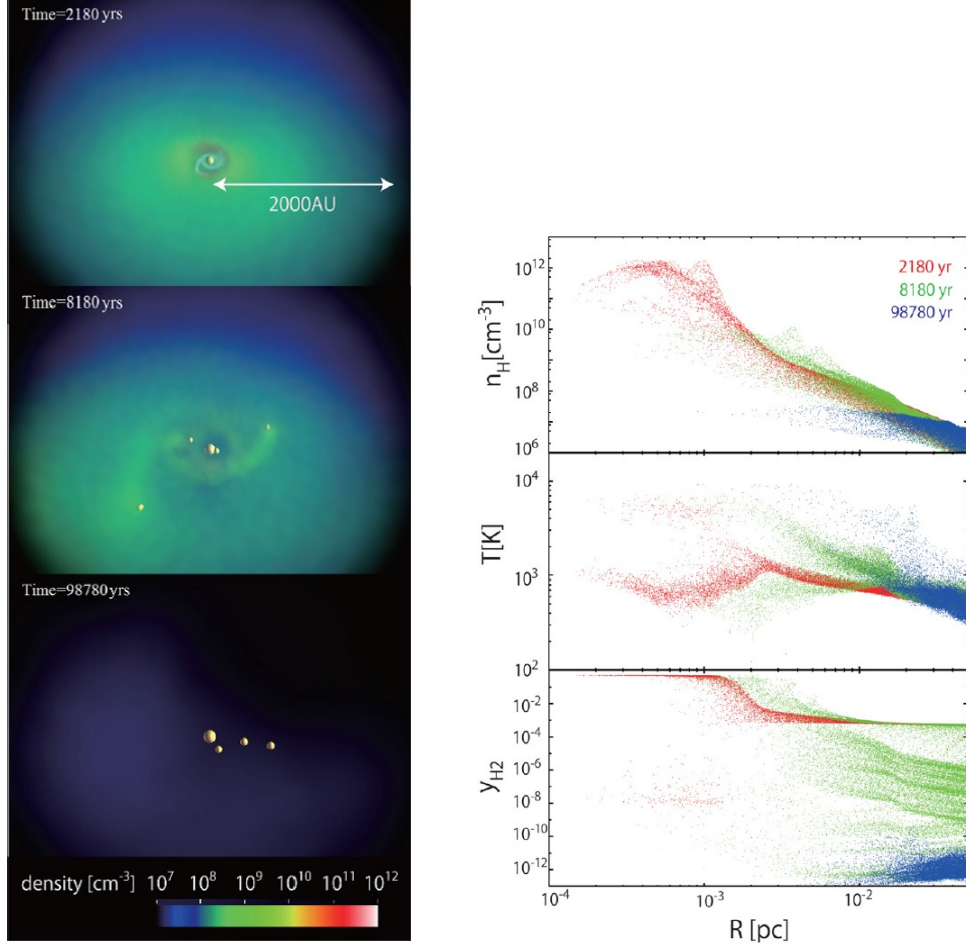 Time=2180 yrs
2000AU
Time=8180 yrs
Time=98780yrs
density [cm⁻³] 10⁷ 10⁸ 10⁹ 10¹⁰ 10¹¹ 10¹²
2180 yr
8180 yr
98780 yr
n_H[cm⁻³]
10¹²
10¹⁰
10⁸
10⁶
T[K]
10⁴
10³
10²
y_H2
10⁻²
10⁻⁴
10⁻⁶
10⁻⁸
10⁻¹⁰
10⁻¹²
10⁻⁴ 10⁻³ 10⁻²
R [pc]